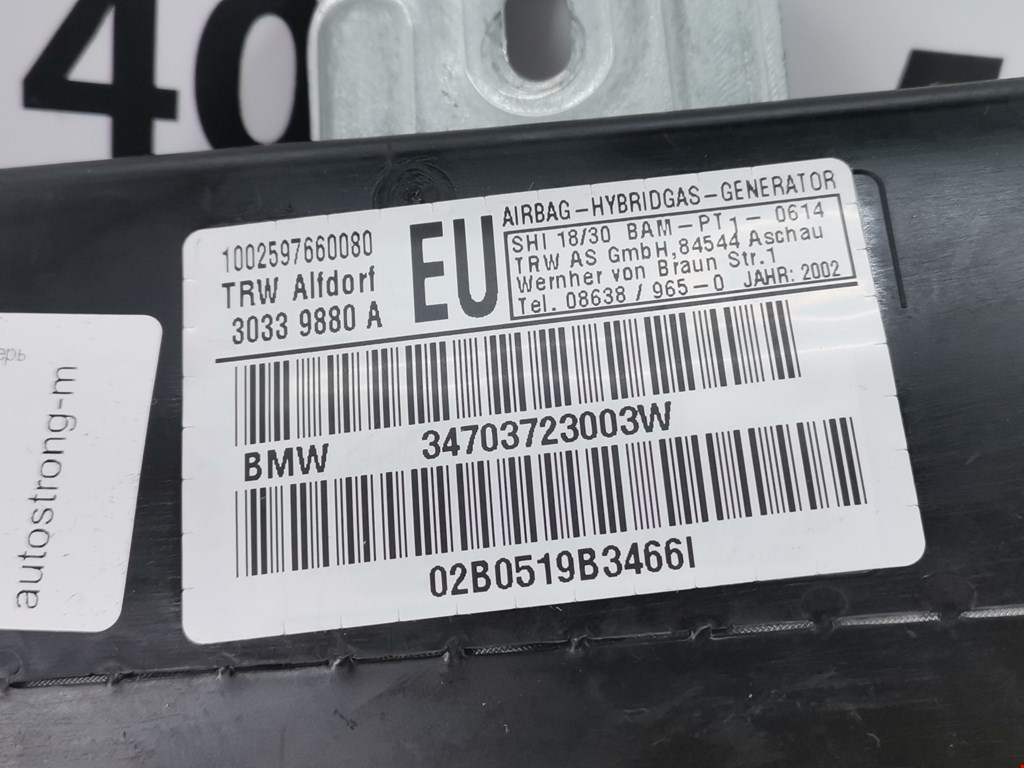 40
1002597660080
TRW Alfdorf
3033 9880 A
EU
AIRBAG-HYBRIDGAS-GENERATOR
SHI 18/30 BAM-PT1-0614
TRW AS GmbH,84544 Aschau
Wernher von Braun Str.1
Tel. 08638 / 965-0 JAHR: 2002
BMW 34703723003W
02B0519B3466I
ерь
autostrong-m